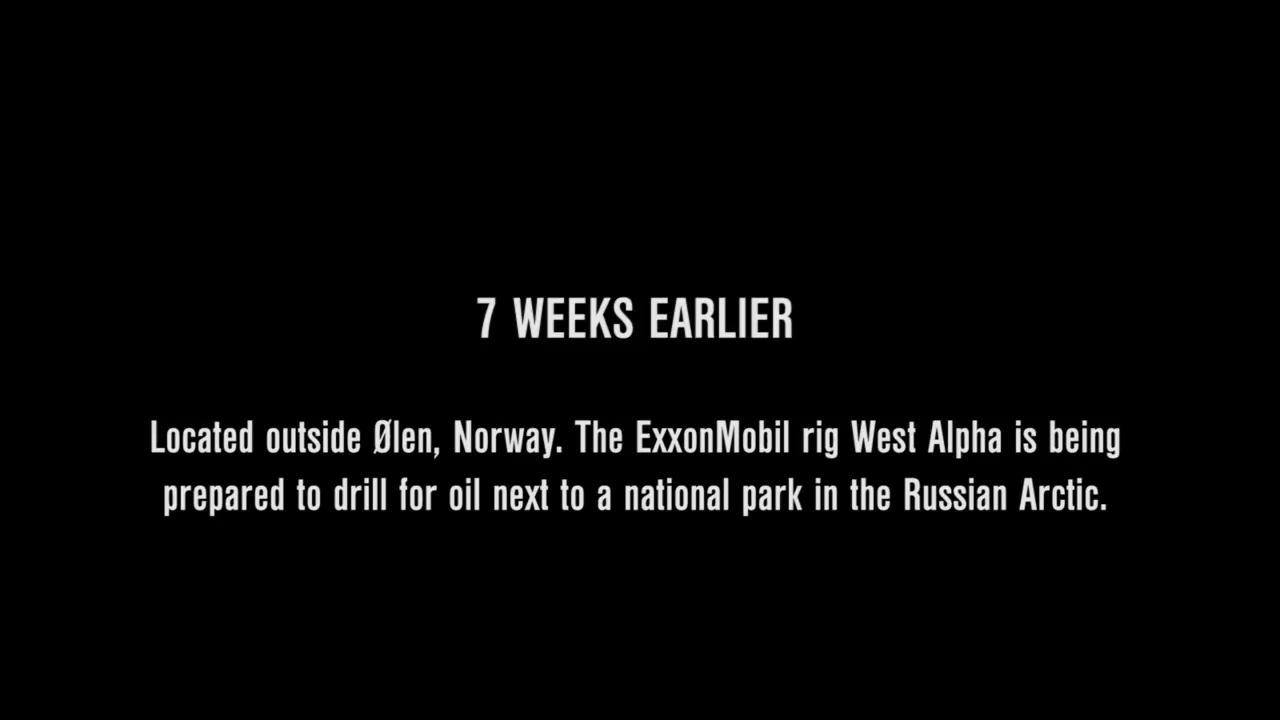 7 WEEKS EARLIER
Located outside Ølen, Norway. The ExxonMobil rig West Alpha is being
prepared to drill for oil next to a national park in the Russian Arctic.